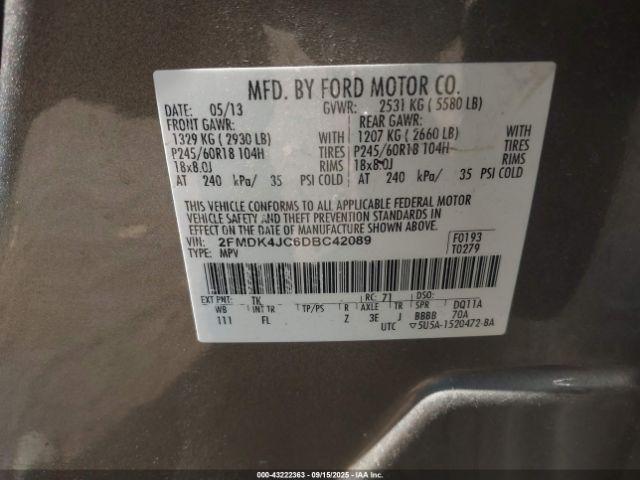 MFD. BY FORD MOTOR CO.
DATE: 05/13 GVWR: 2531 KG ( 5580 LB)
FRONT GAWR: REAR GAWR:
1329 KG ( 2930 LB) WITH 1207 KG ( 2660 LB) WITH
P245/60R18 104H TIRES P245/60R18 104H TIRES
18x8.0J RIMS 18x8.0J RIMS
AT 240 kPa/ 35 PSI COLD AT 240 kPa/ 35 PSI COLD
THIS VEHICLE CONFORMS TO ALL APPLICABLE FEDERAL MOTOR
VEHICLE SAFETY AND THEFT PREVENTION STANDARDS IN
EFFECT ON THE DATE OF MANUFACTURE SHOWN ABOVE.
VIN: 2FMDK4JC6DBC42089 F0193
TYPE: MPV T0279
EXT PNT: TK RC: 71 DQ11A
WB INT TR TP/PS R AXLE TR SPR
111 FL Z 3E J BBBB 70A
UTC ▽5U5A-1520472-BA
000-43222363 - 09/15/2025 - IAA, Inc.